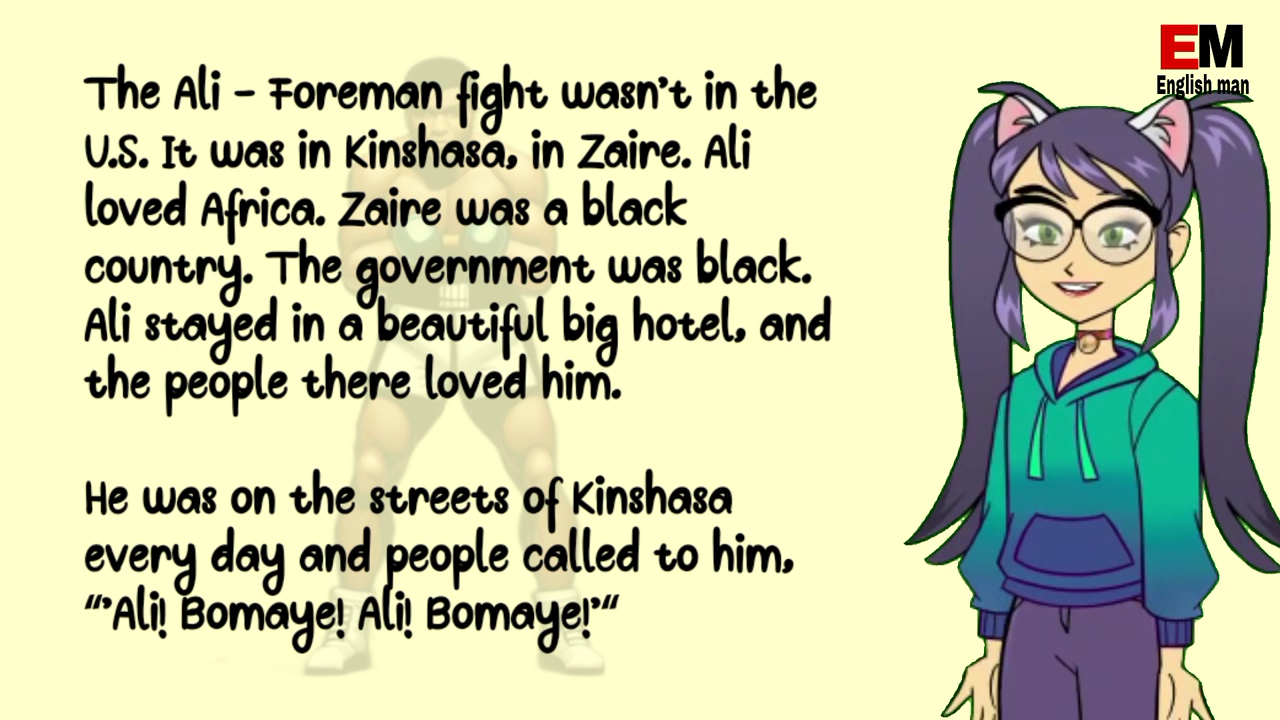 The Ali - Foreman fight wasn't in the
U.S. It was in Kinshasa, in Zaire. Ali
loved Africa. Zaire was a black
country. The government was black.
Ali stayed in a beautiful big hotel, and
the people there loved him.
He was on the streets of Kinshasa
every day and people called to him,
“’Ali! Bomaye! Ali! Bomaye!’“
EM
English man